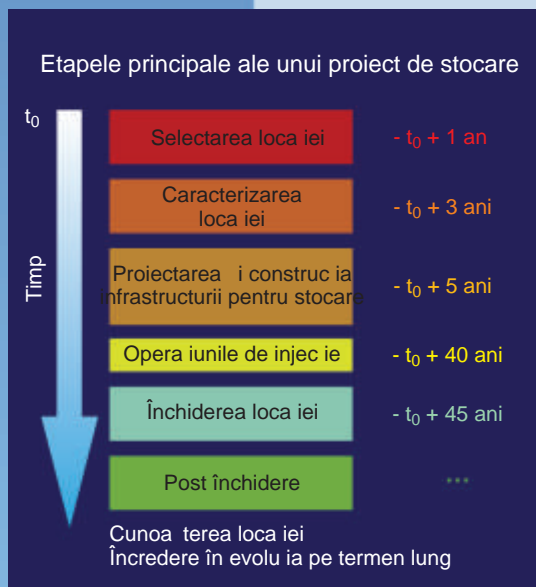 Etapele principale ale unui proiect de stocare
t₀
Selectarea loca iei - t₀ + 1 an
Caracterizarea
loca iei - t₀ + 3 ani
Proiectarea i construc ia
infrastructurii pentru stocare - t₀ + 5 ani
Timp
Opera iunile de injec ie - t₀ + 40 ani
Închiderea loca iei - t₀ + 45 ani
Post închidere ...
Cunoa terea loca iei
Încredere în evolu ia pe termen lung